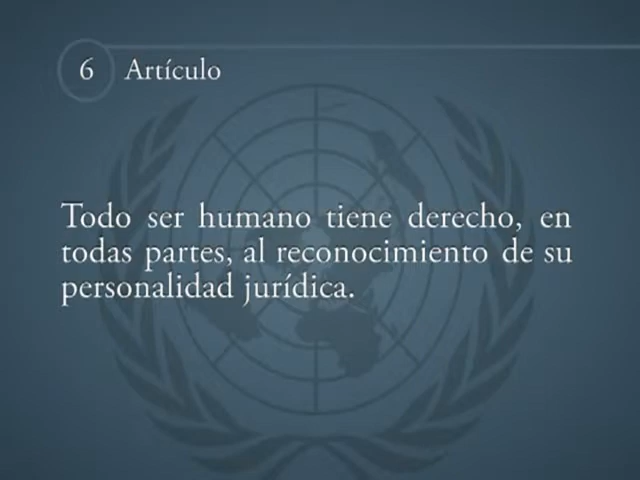 6 Artículo
Todo ser humano tiene derecho, en
todas partes, al reconocimiento de su
personalidad jurídica.